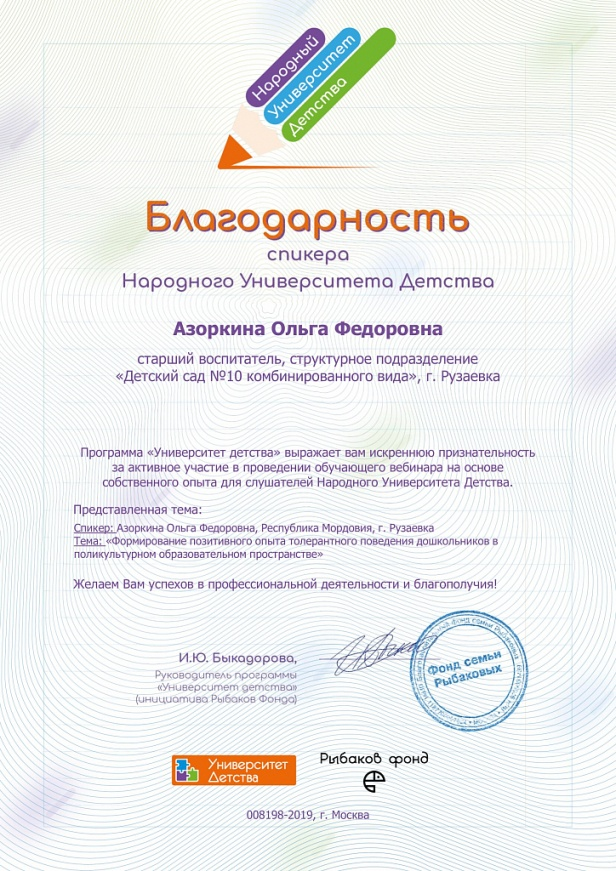 Народный
Университет
Детства
Благодарность
спикера
Народного Университета Детства
Азоркина Ольга Федоровна
старший воспитатель, структурное подразделение
«Детский сад №10 комбинированного вида», г. Рузаевка
Программа «Университет детства» выражает вам искреннюю признательность
за активное участие в проведении обучающего вебинара на основе
собственного опыта для слушателей Народного Университета Детства.
Представленная тема:
Спикер: Азоркина Ольга Федоровна, Республика Мордовия, г. Рузаевка
Тема: «Формирование позитивного опыта толерантного поведения дошкольников в
поликультурном образовательном пространстве»
Желаем Вам успехов в профессиональной деятельности и благополучия!
И.Ю. Быкадорова,
Руководитель программы
«Университет детства»
(инициатива Рыбаков Фонда)
Фонд семьи
Рыбаковых
Университет
Детства
Рыбаков фонд
008198-2019, г. Москва